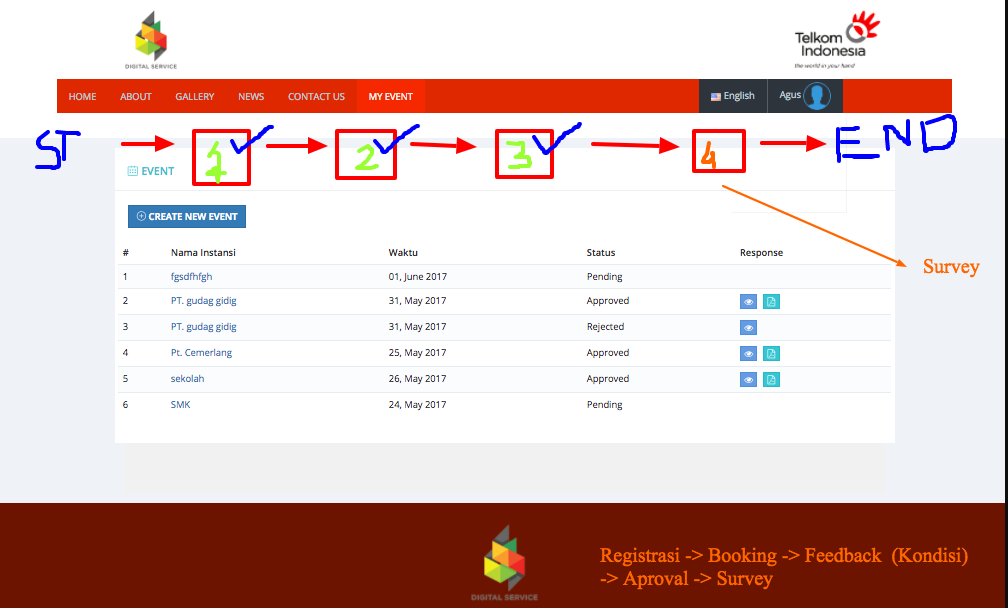 DIGITAL SERVICE
Telkom
Indonesia
the world in your hand
HOME ABOUT GALLERY NEWS CONTACT US MY EVENT English Agus
ST 1 2 3 4 END
EVENT
CREATE NEW EVENT
Survey
# Nama Instansi Waktu Status Response
1 fgsdfhfgh 01, June 2017 Pending
2 PT. gudag gidig 31, May 2017 Approved
3 PT. gudag gidig 31, May 2017 Rejected
4 Pt. Cemerlang 25, May 2017 Approved
5 sekolah 26, May 2017 Approved
6 SMK 24, May 2017 Pending
DIGITAL SERVICE
Registrasi -> Booking -> Feedback (Kondisi)
-> Aproval -> Survey